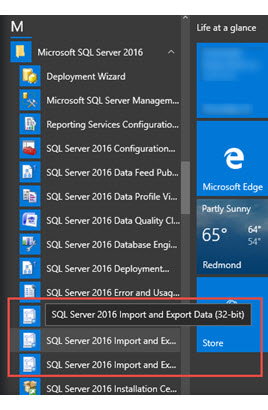 M
Life at a glance
Microsoft SQL Server 2016
Deployment Wizard
Microsoft SQL Server Managem...
Reporting Services Configuratio...
SQL Server 2016 Configuration...
SQL Server 2016 Data Feed Pub...
SQL Server 2016 Data Profile Vi...
SQL Server 2016 Data Quality Cl...
SQL Server 2016 Database Engi...
SQL Server 2016 Deployment...
SQL Server 2016 Error and Usag...
SQL Server 2016 Import and Export Data (32-bit)
SQL Server 2016 Import and Ex...
SQL Server 2016 Import and Ex...
SQL Server 2016 Installation Ce...
Microsoft Edge
Partly Sunny
65°
64°
54°
Redmond
Store